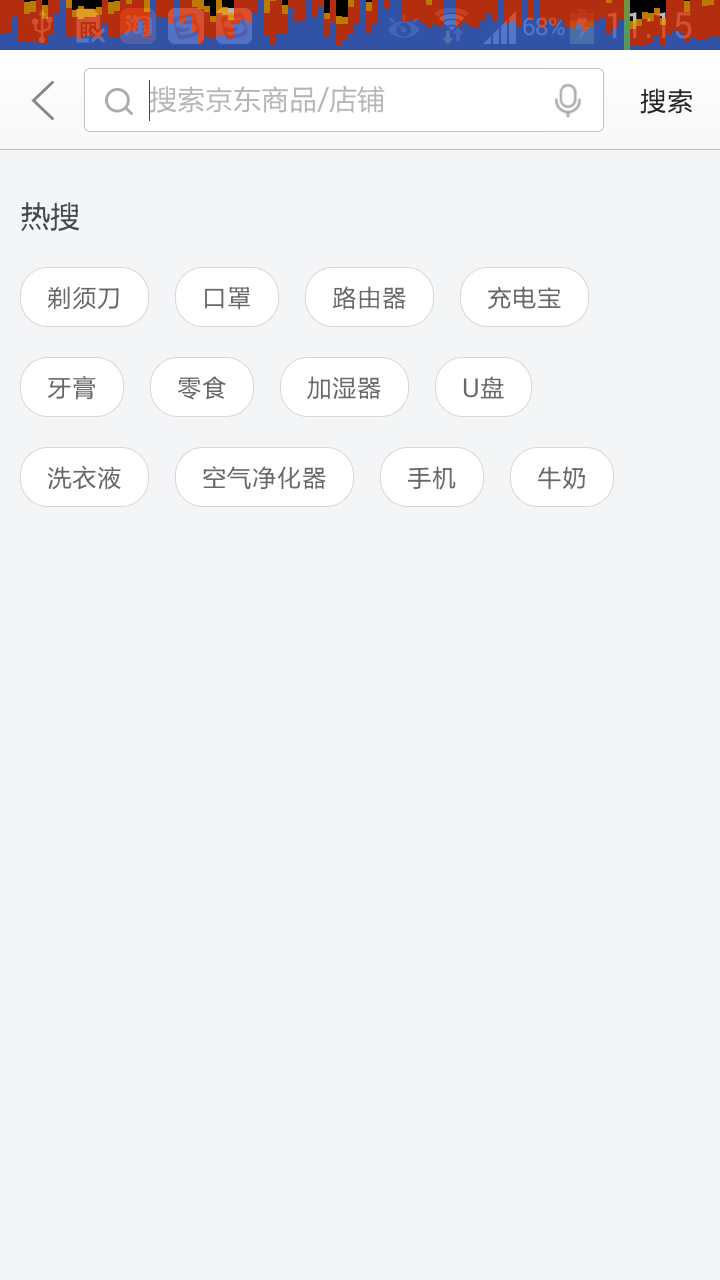 68% 11:15
搜索京东商品/店铺 搜索
热搜
剃须刀 口罩 路由器 充电宝
牙膏 零食 加湿器 U盘
洗衣液 空气净化器 手机 牛奶